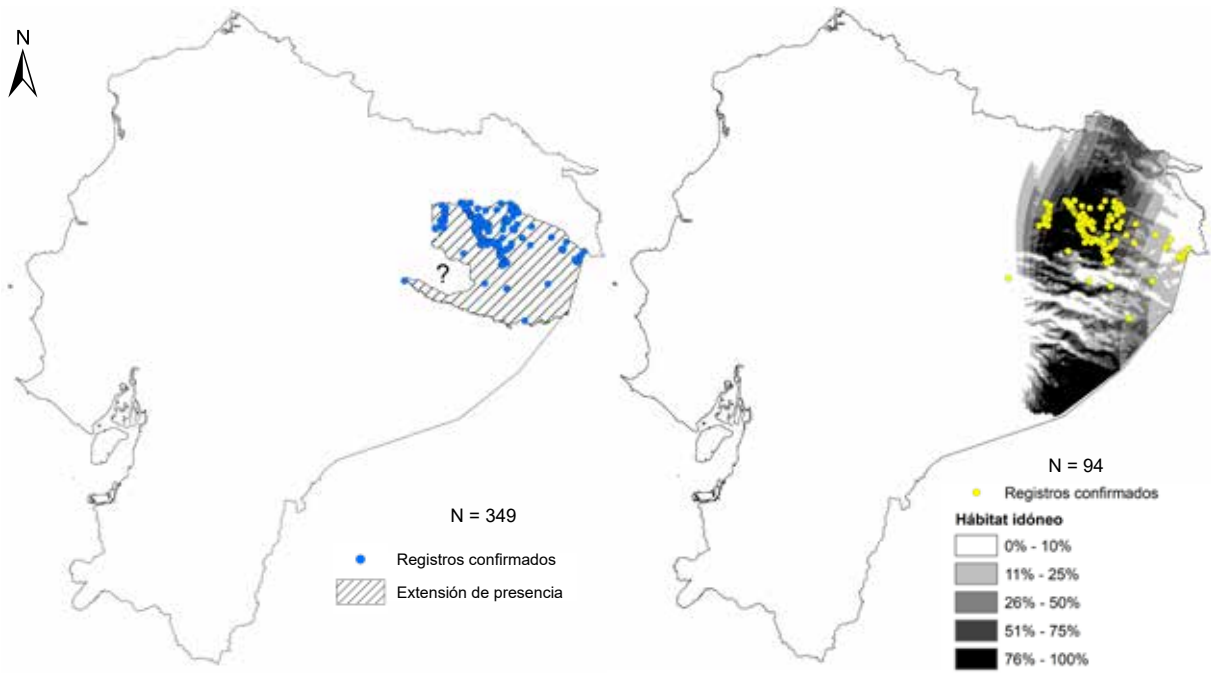 N
?
N = 349
Registros confirmados
Extensión de presencia
N = 94
Registros confirmados
Hábitat idóneo
0% - 10%
11% - 25%
26% - 50%
51% - 75%
76% - 100%